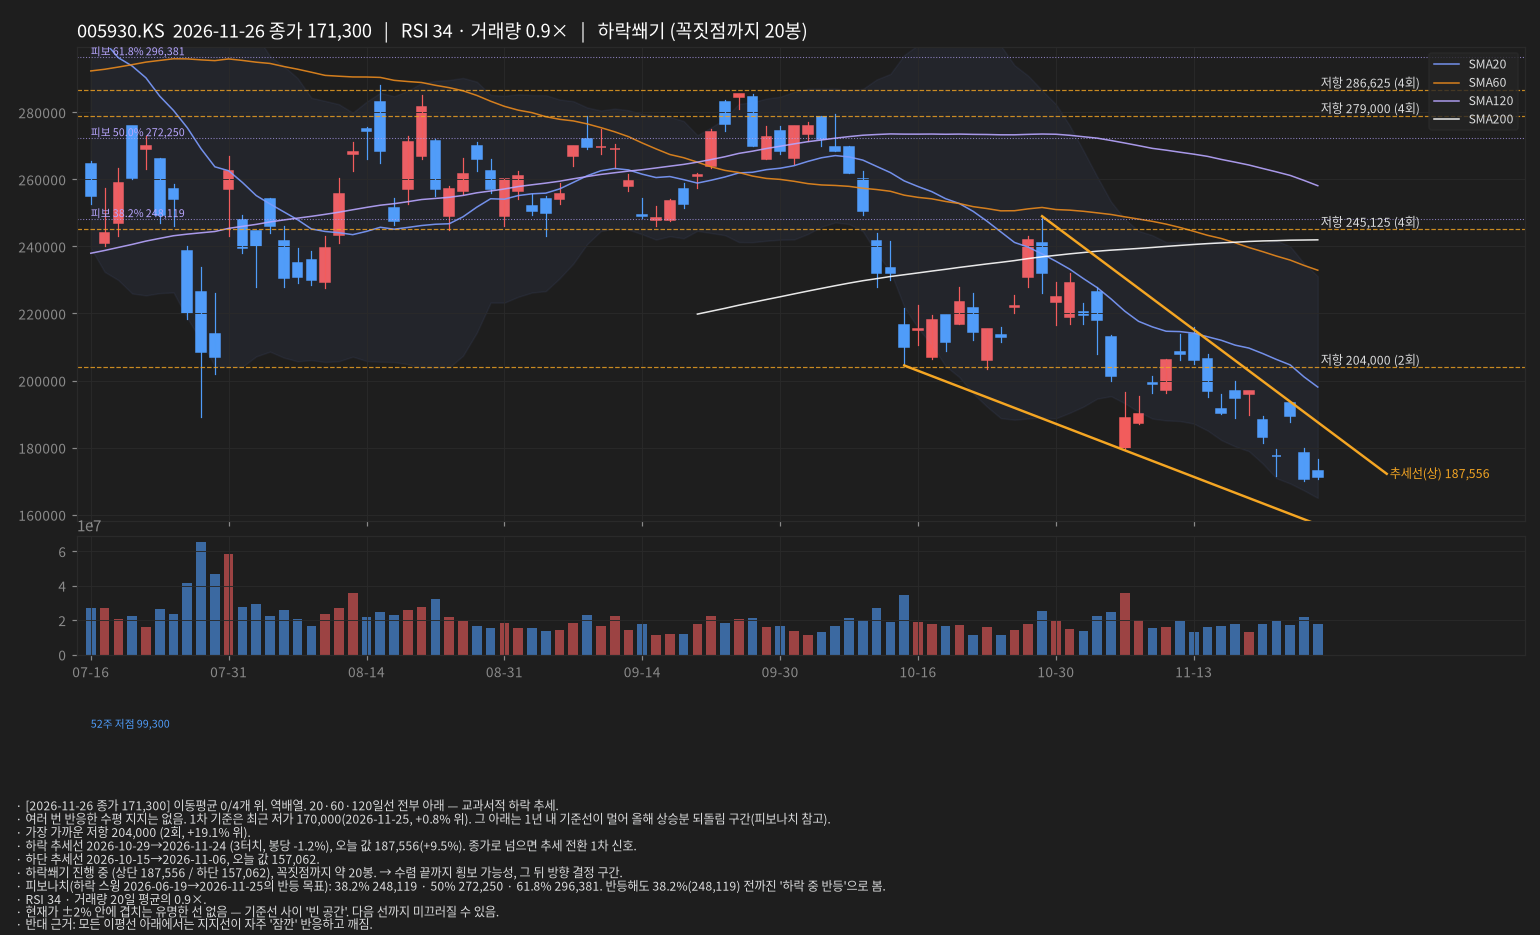 005930.KS 2026-11-26 종가 171,300 | RSI 34 · 거래량 0.9× | 하락쐐기 (꼭짓점까지 20봉)
피보 61.8% 296,381
SMA20
SMA60
SMA120
SMA200
저항 286,625 (4회)
저항 279,000 (4회)
피보 50.0% 272,250
피보 38.2% 248,119
저항 245,125 (4회)
저항 204,000 (2회)
추세선(상) 187,556
280000
260000
240000
220000
200000
180000
160000
1e7
6
4
2
0
07-16 07-31 08-14 08-31 09-14 09-30 10-16 10-30 11-13
52주 저점 99,300
· [2026-11-26 종가 171,300] 이동평균 0/4개 위. 역배열. 20·60·120일선 전부 아래 — 교과서적 하락 추세.
· 여러 번 반응한 수평 지지는 없음. 1차 기준은 최근 저가 170,000(2026-11-25, +0.8% 위). 그 아래는 1년 내 기준선이 멀어 올해 상승분 되돌림 구간(피보나치 참고).
· 가장 가까운 저항 204,000 (2회, +19.1% 위).
· 하락 추세선 2026-10-29→2026-11-24 (3터치, 봉당 -1.2%), 오늘 값 187,556(+9.5%). 종가로 넘으면 추세 전환 1차 신호.
· 하단 추세선 2026-10-15→2026-11-06, 오늘 값 157,062.
· 하락쐐기 진행 중 (상단 187,556 / 하단 157,062), 꼭짓점까지 약 20봉. → 수렴 끝까지 횡보 가능성, 그 뒤 방향 결정 구간.
· 피보나치(하락 스윙 2026-06-19→2026-11-25의 반등 목표): 38.2% 248,119 · 50% 272,250 · 61.8% 296,381. 반등해도 38.2%(248,119) 전까진 '하락 중 반등'으로 봄.
· RSI 34 · 거래량 20일 평균의 0.9×.
· 현재가 ±2% 안에 겹치는 유명한 선 없음 — 기준선 사이 '빈 공간'. 다음 선까지 미끄러질 수 있음.
· 반대 근거: 모든 이평선 아래에서는 지지선이 자주 '잠깐' 반응하고 깨짐.